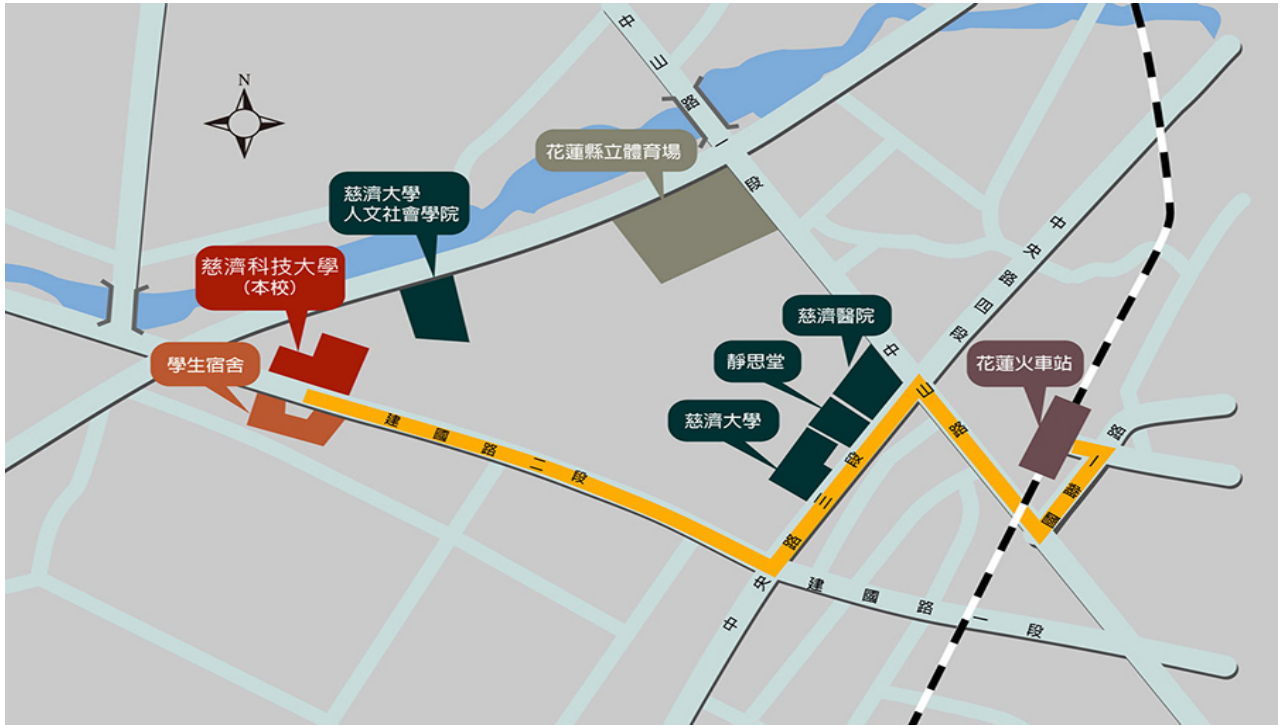 N
中山路一段
花蓮縣立體育場
慈濟大學
人文社會學院
慈濟科技大學
(本校)
學生宿舍
中央路四段
慈濟醫院
靜思堂
慈濟大學
花蓮火車站
中山路
國聯一路
建國路二段
中央路三段
建國路一段